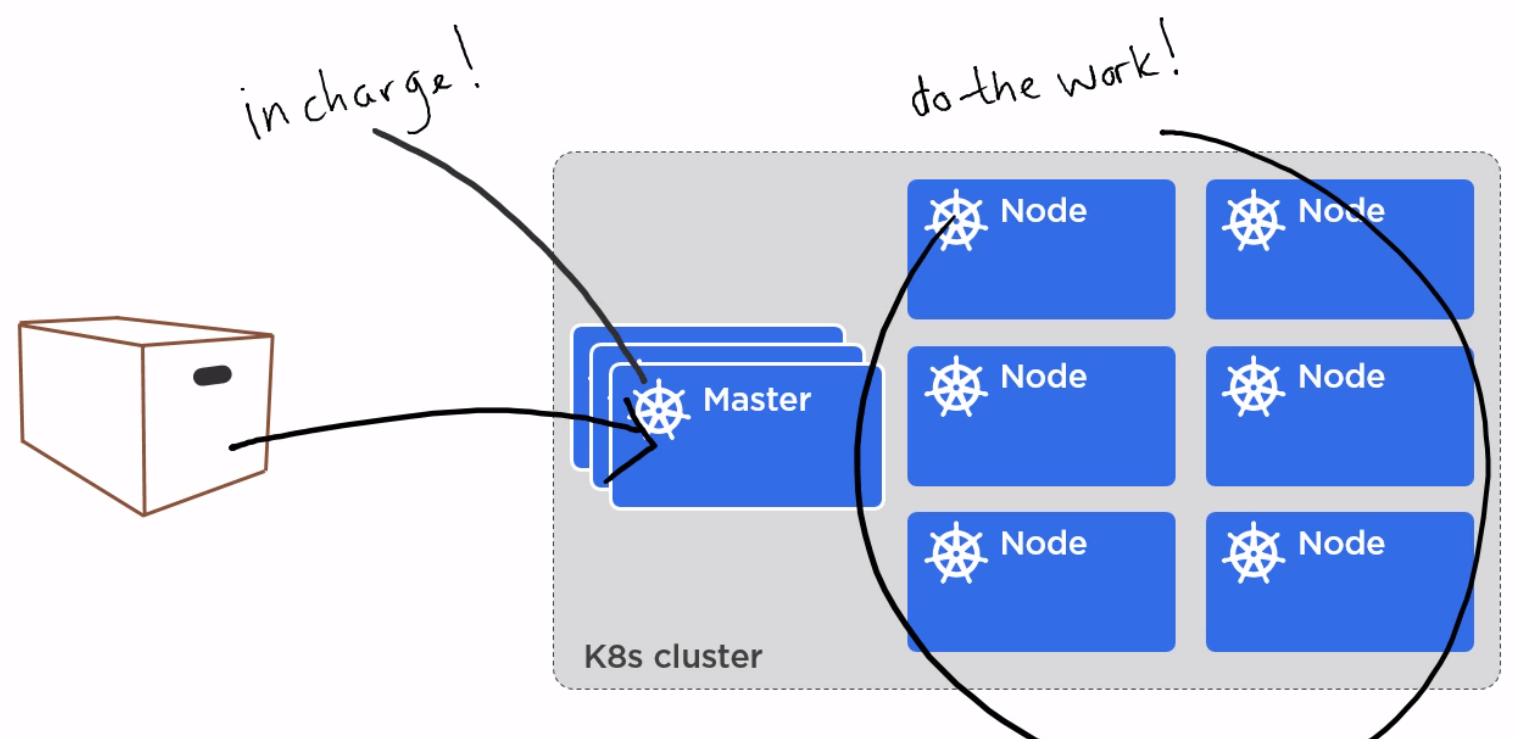 in charge!
do the work!
Node
Node
Master
Node
Node
Node
Node
K8s cluster